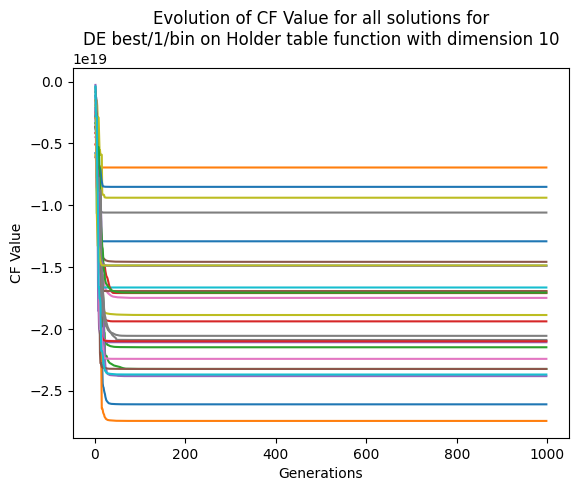 Evolution of CF Value for all solutions for
DE best/1/bin on Holder table function with dimension 10
1e19
0.0
−0.5
−1.0
−1.5
−2.0
−2.5
CF Value
0 200 400 600 800 1000
Generations